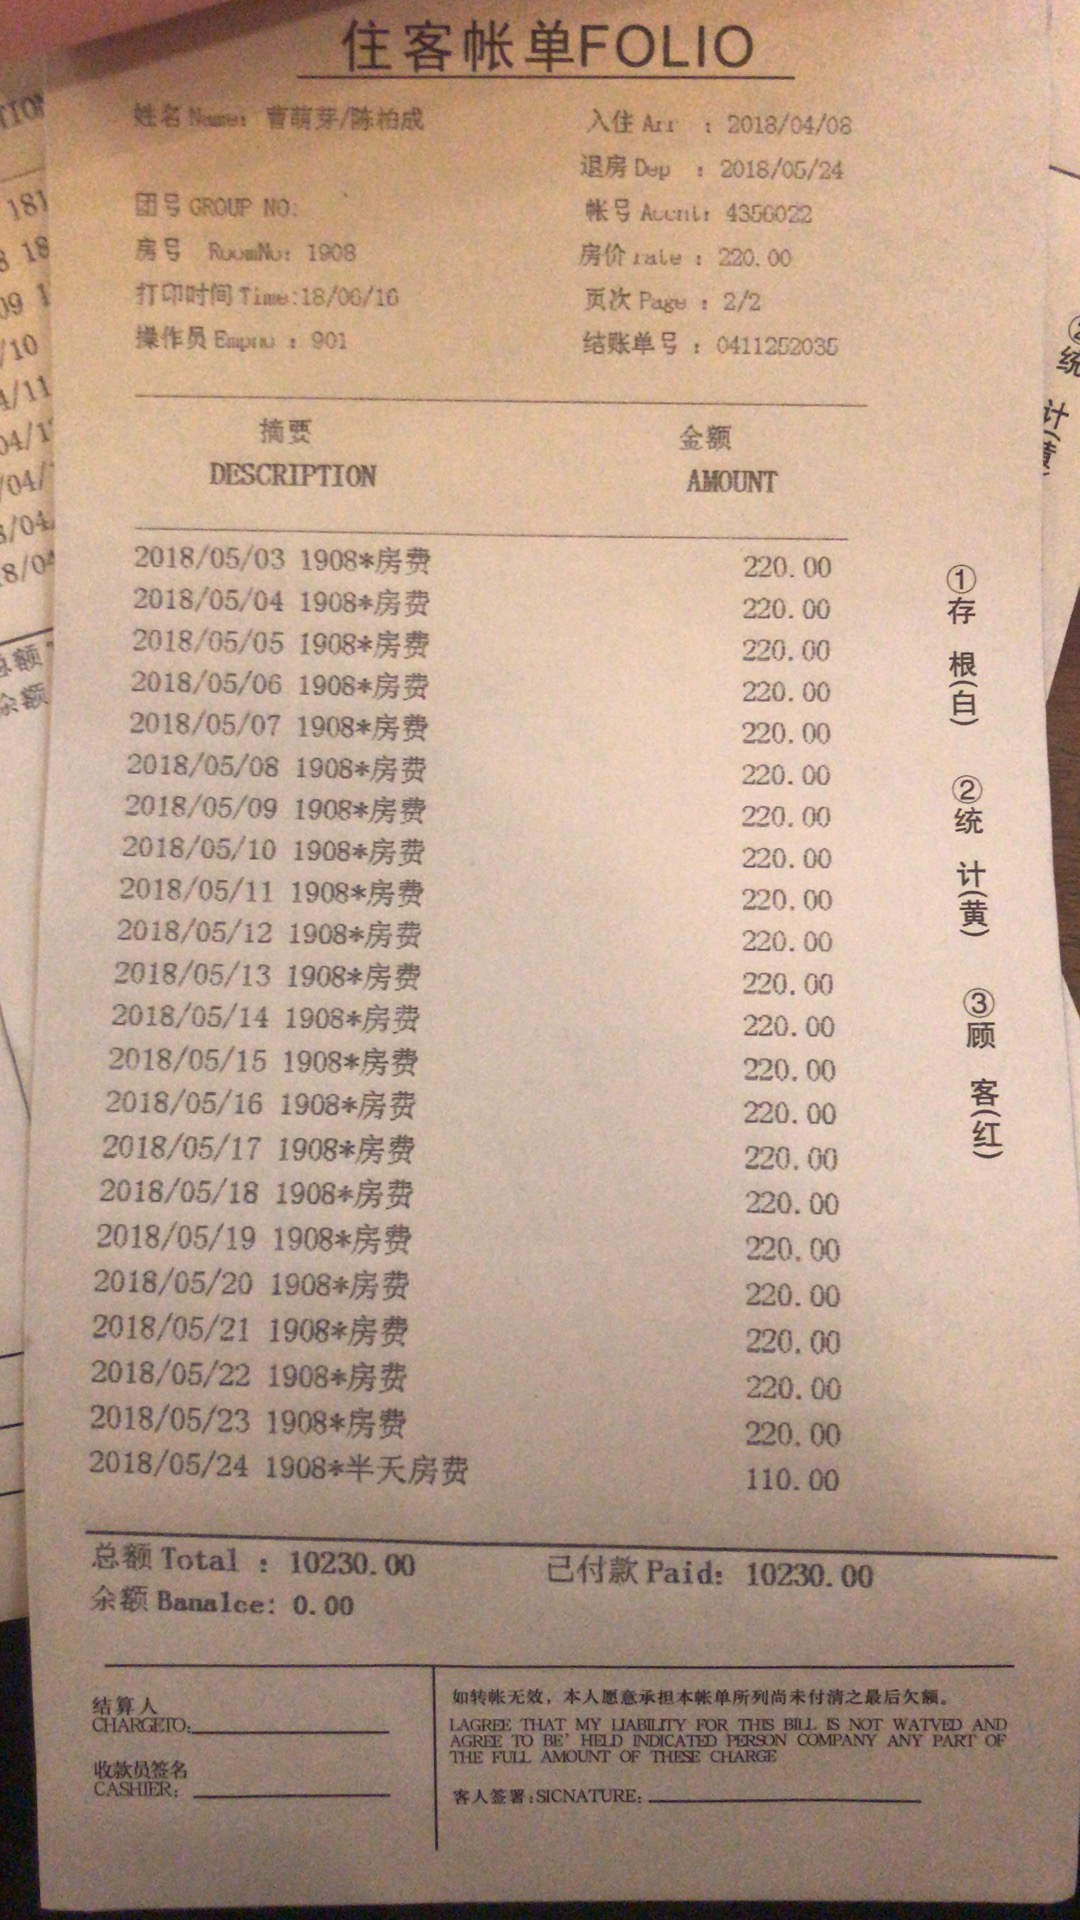 住客帐单FOLIO
姓名 Name: 曹萌芽/陈柏成
入住 Arr : 2018/04/08
退房 Dep : 2018/05/24
团号 GROUP NO:
帐号 Accnt: 4356022
房号 RoomNo: 1908
房价 rate : 220.00
打印时间 Time:18/06/16
页次 Page : 2/2
操作员 Empno : 901
结账单号 : 0411252035
摘要 金额
DESCRIPTION AMOUNT
2018/05/03 1908*房费 220.00
2018/05/04 1908*房费 220.00
2018/05/05 1908*房费 220.00
2018/05/06 1908*房费 220.00
2018/05/07 1908*房费 220.00
2018/05/08 1908*房费 220.00
2018/05/09 1908*房费 220.00
2018/05/10 1908*房费 220.00
2018/05/11 1908*房费 220.00
2018/05/12 1908*房费 220.00
2018/05/13 1908*房费 220.00
2018/05/14 1908*房费 220.00
2018/05/15 1908*房费 220.00
2018/05/16 1908*房费 220.00
2018/05/17 1908*房费 220.00
2018/05/18 1908*房费 220.00
2018/05/19 1908*房费 220.00
2018/05/20 1908*房费 220.00
2018/05/21 1908*房费 220.00
2018/05/22 1908*房费 220.00
2018/05/23 1908*房费 220.00
2018/05/24 1908*半天房费 110.00
总额 Total : 10230.00 已付款 Paid: 10230.00
余额 Banalce: 0.00
①存根(白) ②统计(黄) ③顾客(红)
结算人
CHARGETO:
收款员签名
CASHIER:
如转帐无效，本人愿意承担本帐单所列尚未付清之最后欠额。
I.AGREE THAT MY LIABILITY FOR THIS BILL IS NOT WATVED AND
AGREE TO BE' HELD INDICATED PERSON COMPANY ANY PART OF
THE FULL AMOUNT OF THESE CHARGE
客人签署:SICNATURE: